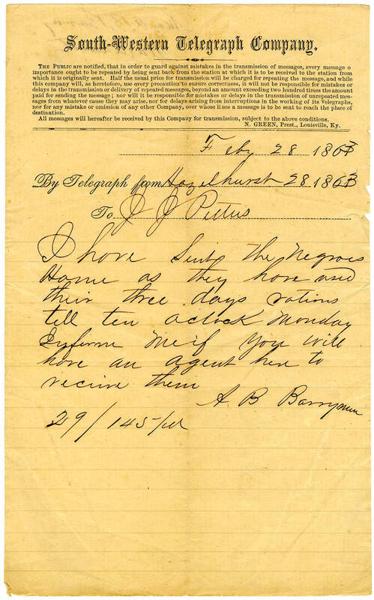 South-Western Telegraph Company.
THE PUBLIC are notified, that in order to guard against mistakes in the transmission of messages, every message o
importance ought to be repeated by being sent back from the station at which it is to be received to the station from
which it is originally sent. Half the usual price for transmission will be charged for repeating the message, and while
this company will, as heretofore, use every precaution to ensure correctness, it will not be responsible for mistakes or
delays in the transmission or delivery of repeated messages, beyond an amount exceeding two hundred times the amount
paid for sending the message; nor will it be responsible for mistakes or delays in the transmission of unrepeated mes-
sages from whatever cause they may arise, nor for delays arising from interruptions in the working of its Telegraphs,
nor for any mistake or omission of any other Company, over whose lines a message is to be sent to reach the place of
destination.
All messages will hereafter be received by this Company for transmission, subject to the above conditions.
N. GREEN, Prest., Louisville, Ky.
Feby 28 1863
By Telegraph from Hazelhurst 28 1863
To J J Pettus
I have sent the Negroes
Home as they have used
their three days rations
till ten aclock Monday
Informe me if you will
have an agent here to
recieve them
A B Barryman
29/145/